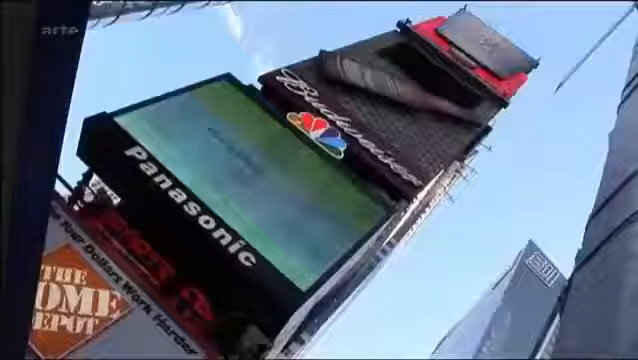 arte
Budweiser
Panasonic
Your Dollars Work Harder
THE
HOME
DEPOT